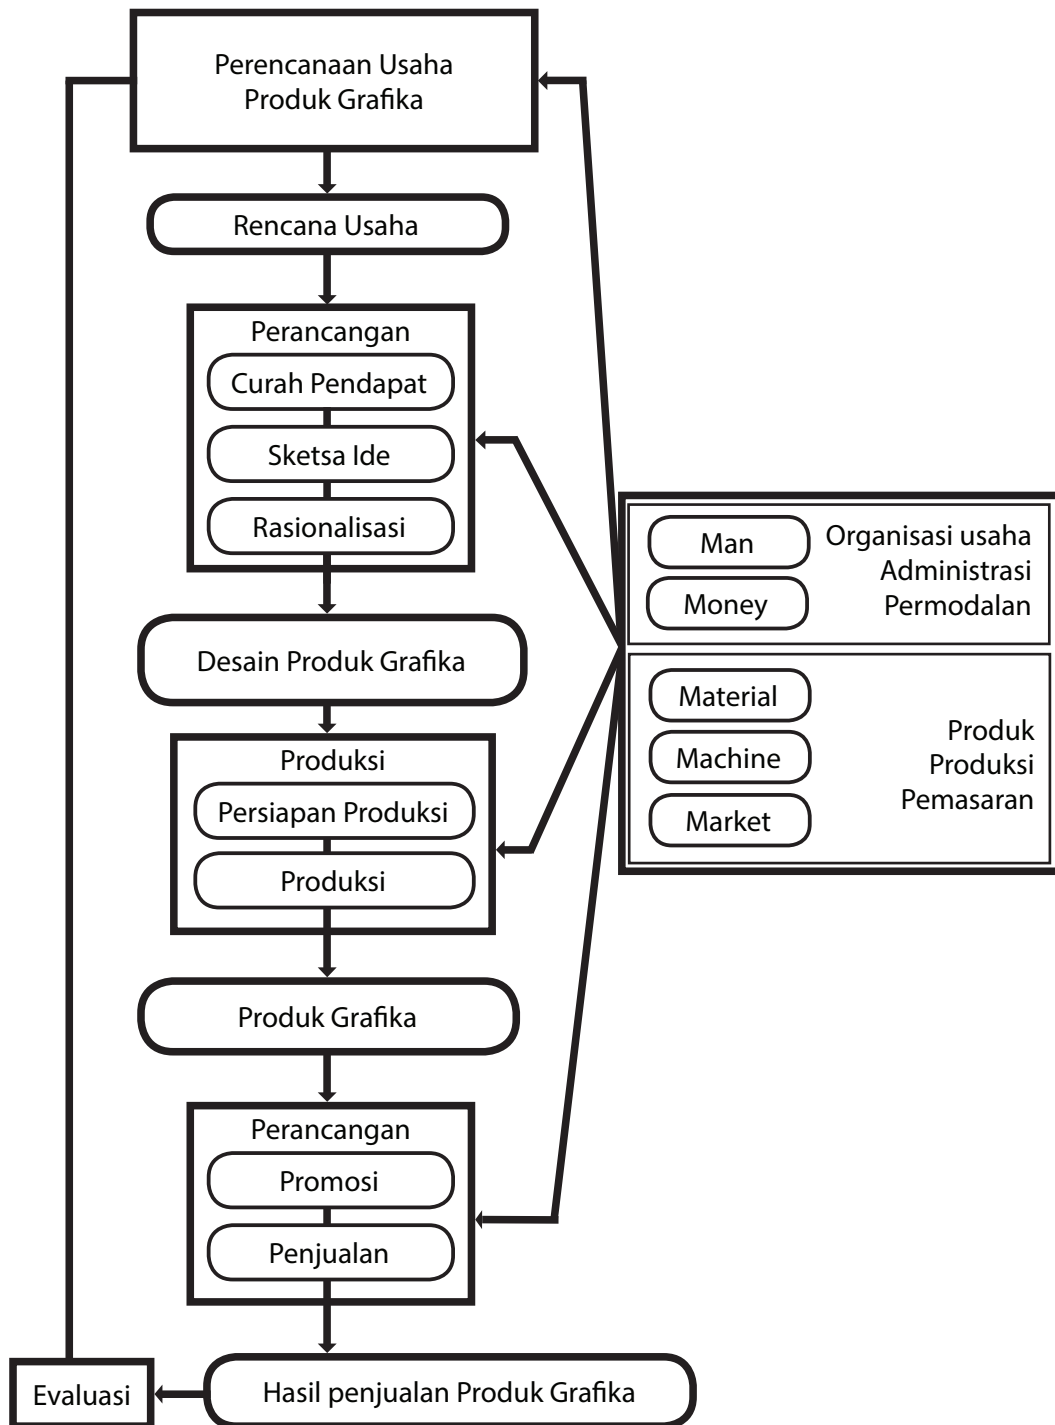 Perencanaan Usaha
Produk Grafika
Rencana Usaha
Perancangan
Curah Pendapat
Sketsa Ide
Rasionalisasi
Desain Produk Grafika
Produksi
Persiapan Produksi
Produksi
Produk Grafika
Perancangan
Promosi
Penjualan
Hasil penjualan Produk Grafika
Evaluasi
Man
Money
Organisasi usaha
Administrasi
Permodalan
Material
Machine
Market
Produk
Produksi
Pemasaran